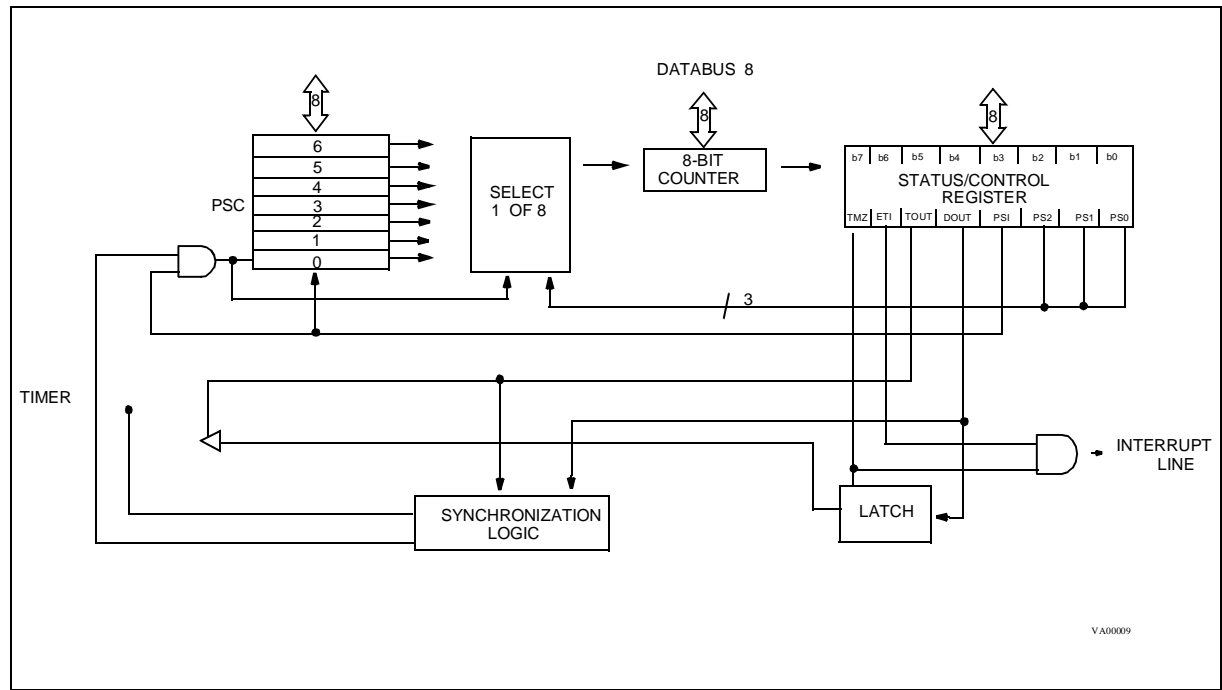 DATABUS 8
8
8
8
6
5
4
3
2
1
0
PSC
SELECT
1 OF 8
8-BIT
COUNTER
b7 b6 b5 b4 b3 b2 b1 b0
STATUS/CONTROL
REGISTER
TMZ ETI TOUT DOUT PSI PS2 PS1 PS0
3
TIMER
INTERRUPT
LINE
SYNCHRONIZATION
LOGIC
LATCH
VA00009